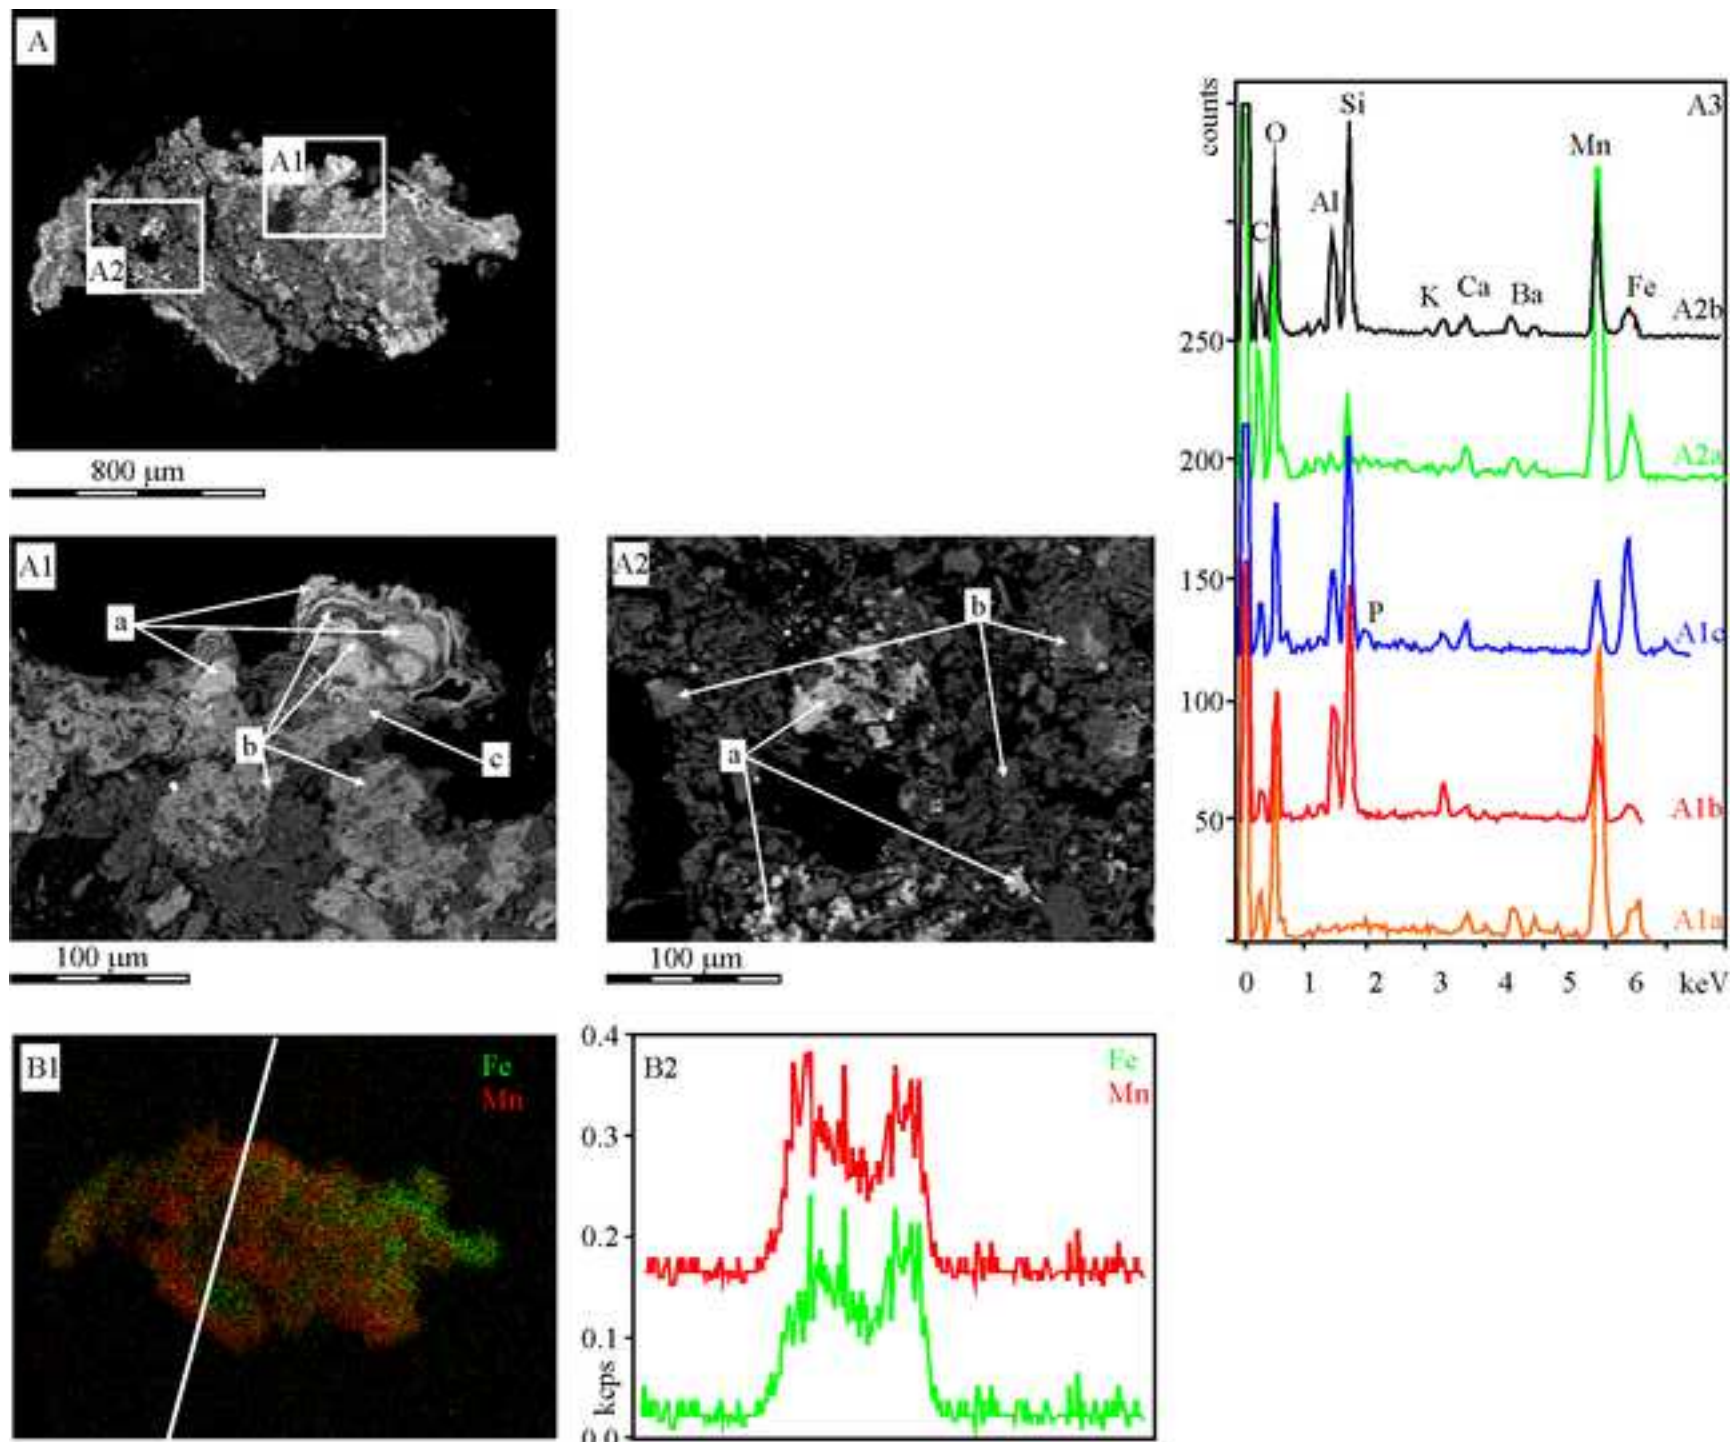 A
A1
A2
800 μm
A1
a
b
c
100 μm
A2
b
a
100 μm
counts
A3
Si
O
Mn
Al
C
K
Ca
Ba
Fe
A2b
250
200
A2a
150
P
A1c
100
A1b
50
A1a
0 1 2 3 4 5 6 keV
B1
Fe
Mn
0.4
B2
Fe
Mn
0.3
0.2
0.1
kcps
0.0